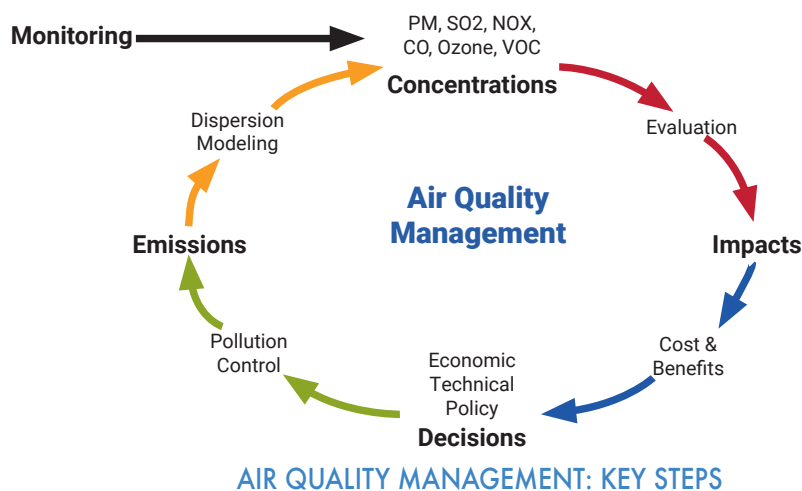 Monitoring
PM, SO2, NOX,
CO, Ozone, VOC
Concentrations
Evaluation
Impacts
Cost &
Benefits
Economic
Technical
Policy
Decisions
Pollution
Control
Emissions
Dispersion
Modeling
Air Quality
Management
AIR QUALITY MANAGEMENT: KEY STEPS